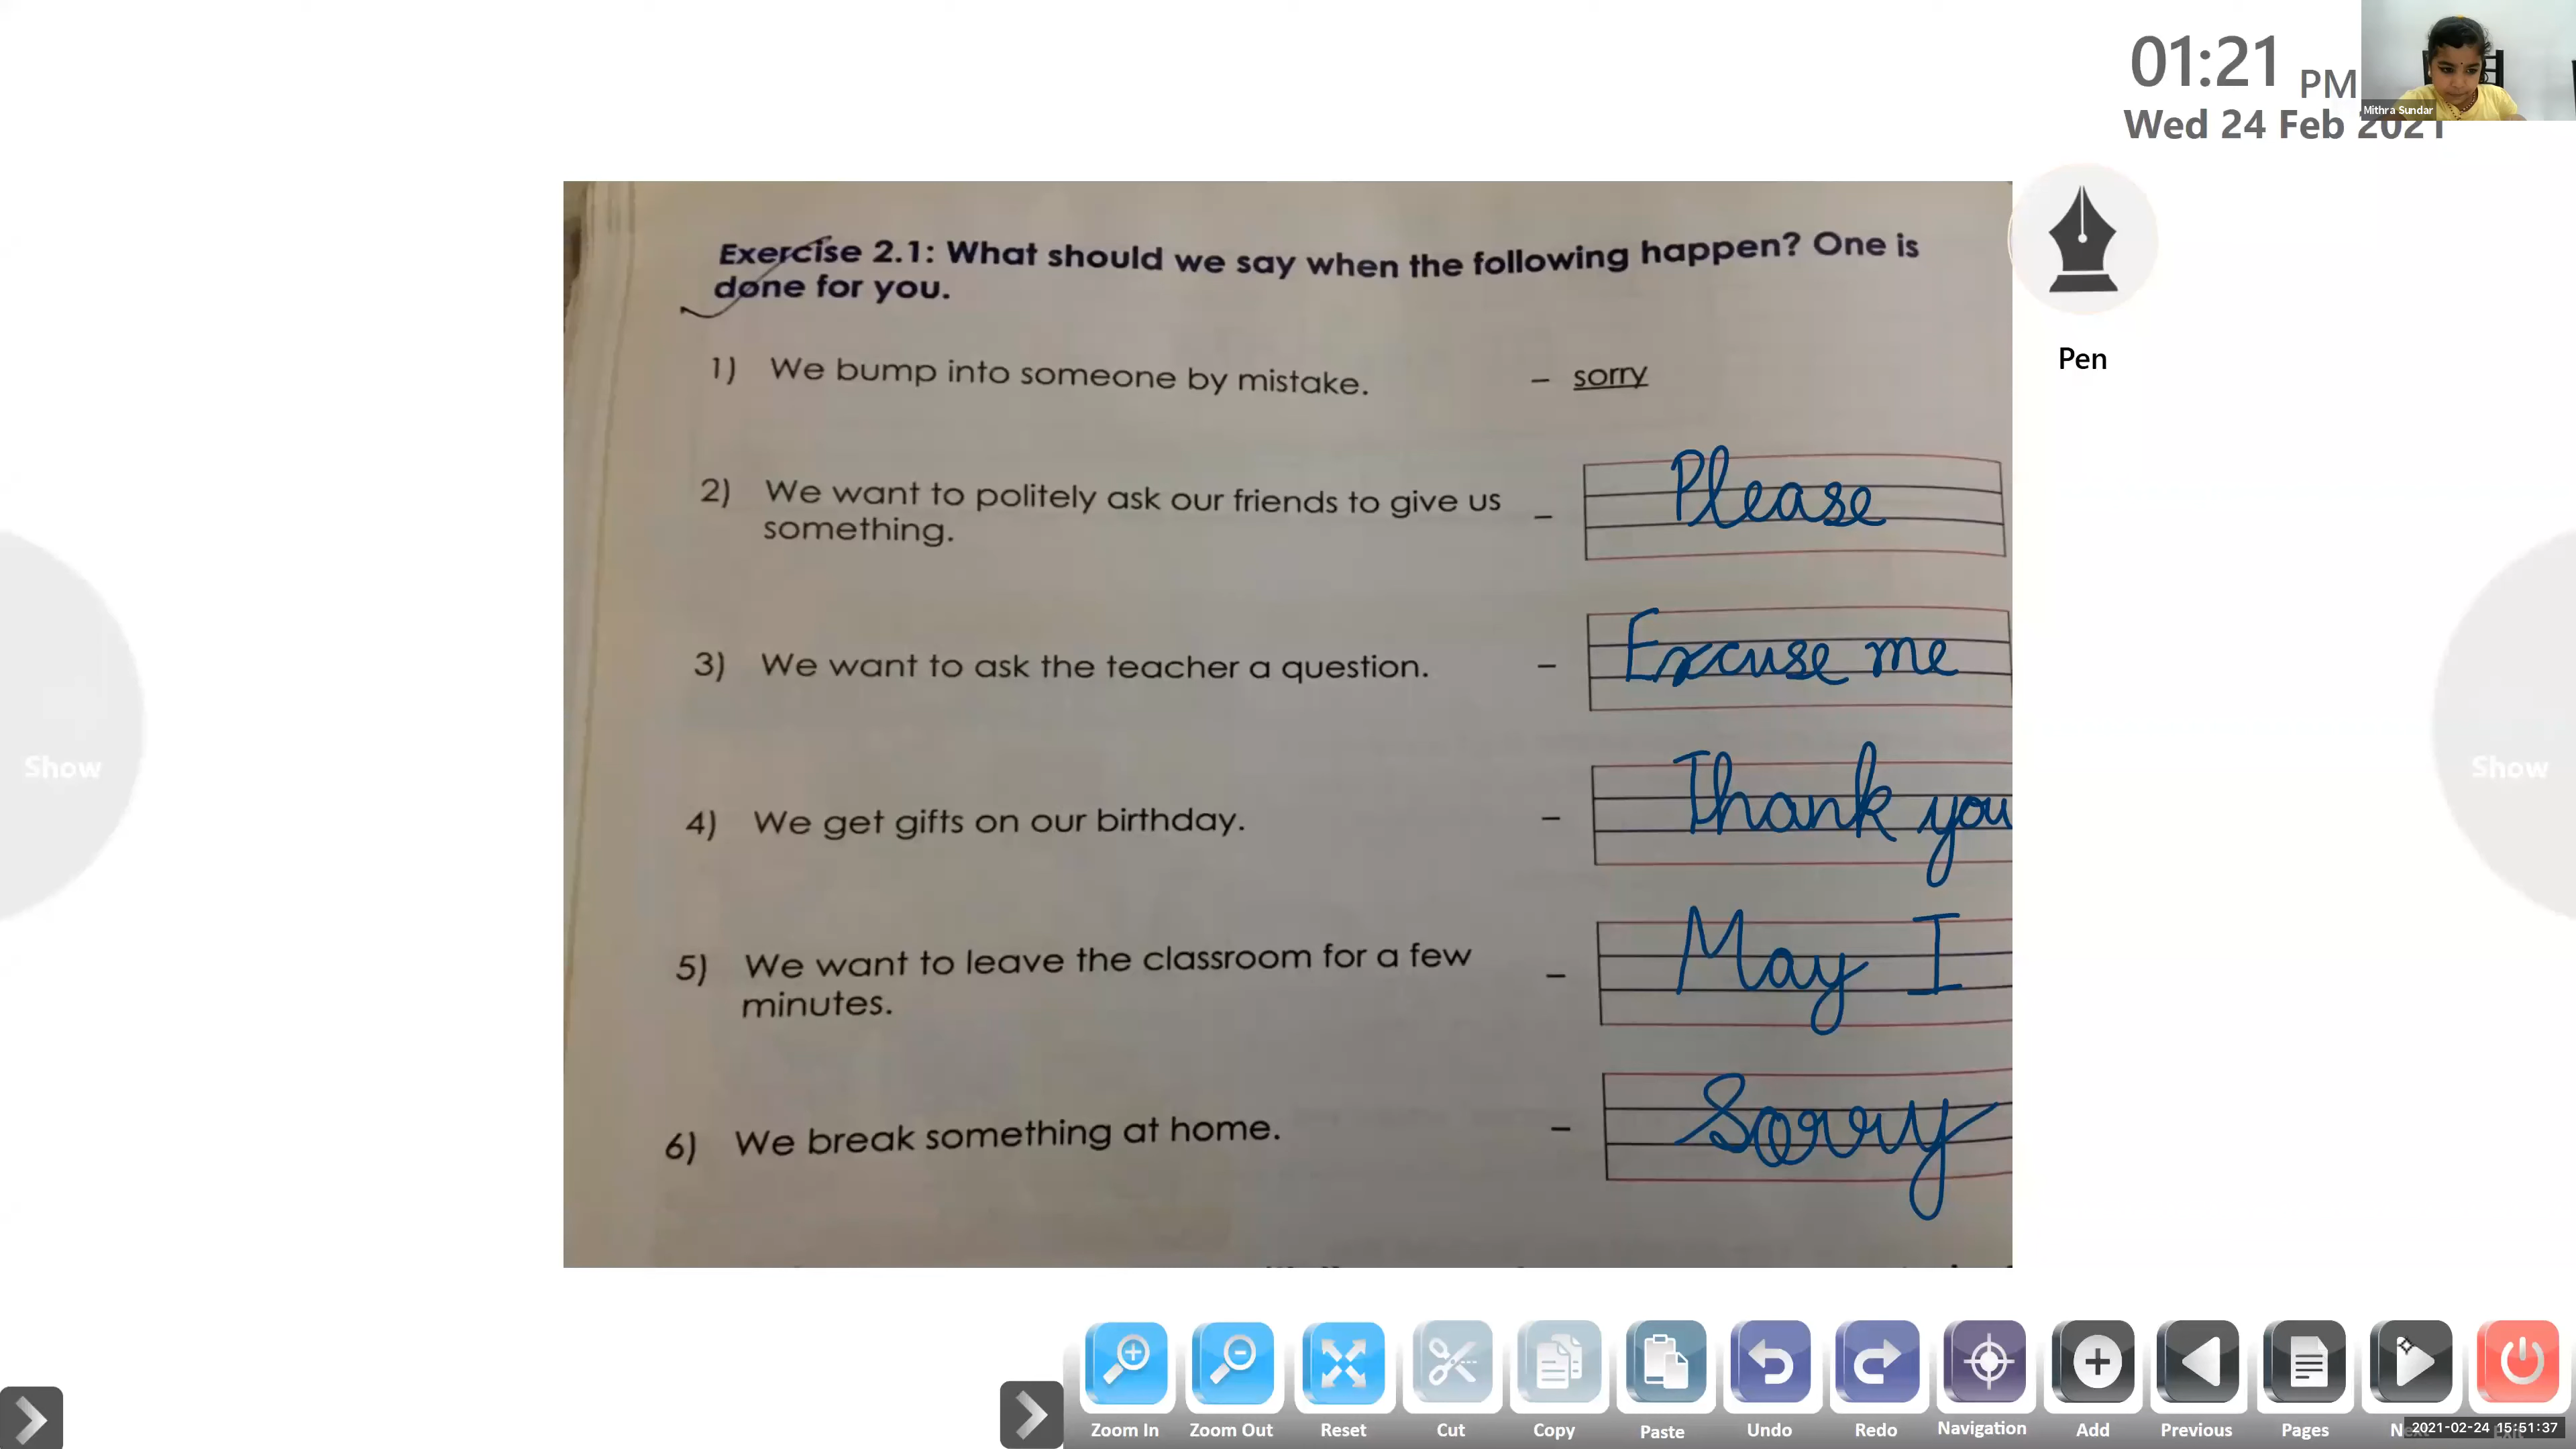 01:21 PM
Mithra Sundar
Wed 24 Feb 2021
Exercise 2.1: What should we say when the following happen? One is
done for you.
Pen
1) We bump into someone by mistake. – sorry
2) We want to politely ask our friends to give us
something. – Please
3) We want to ask the teacher a question. – Excuse me
Show
Show
4) We get gifts on our birthday. – Thank you
5) We want to leave the classroom for a few
minutes. – May I
6) We break something at home. – Sorry
Zoom In Zoom Out Reset Cut Copy Paste Undo Redo Navigation Add Previous Pages
2021-02-24 15:51:37